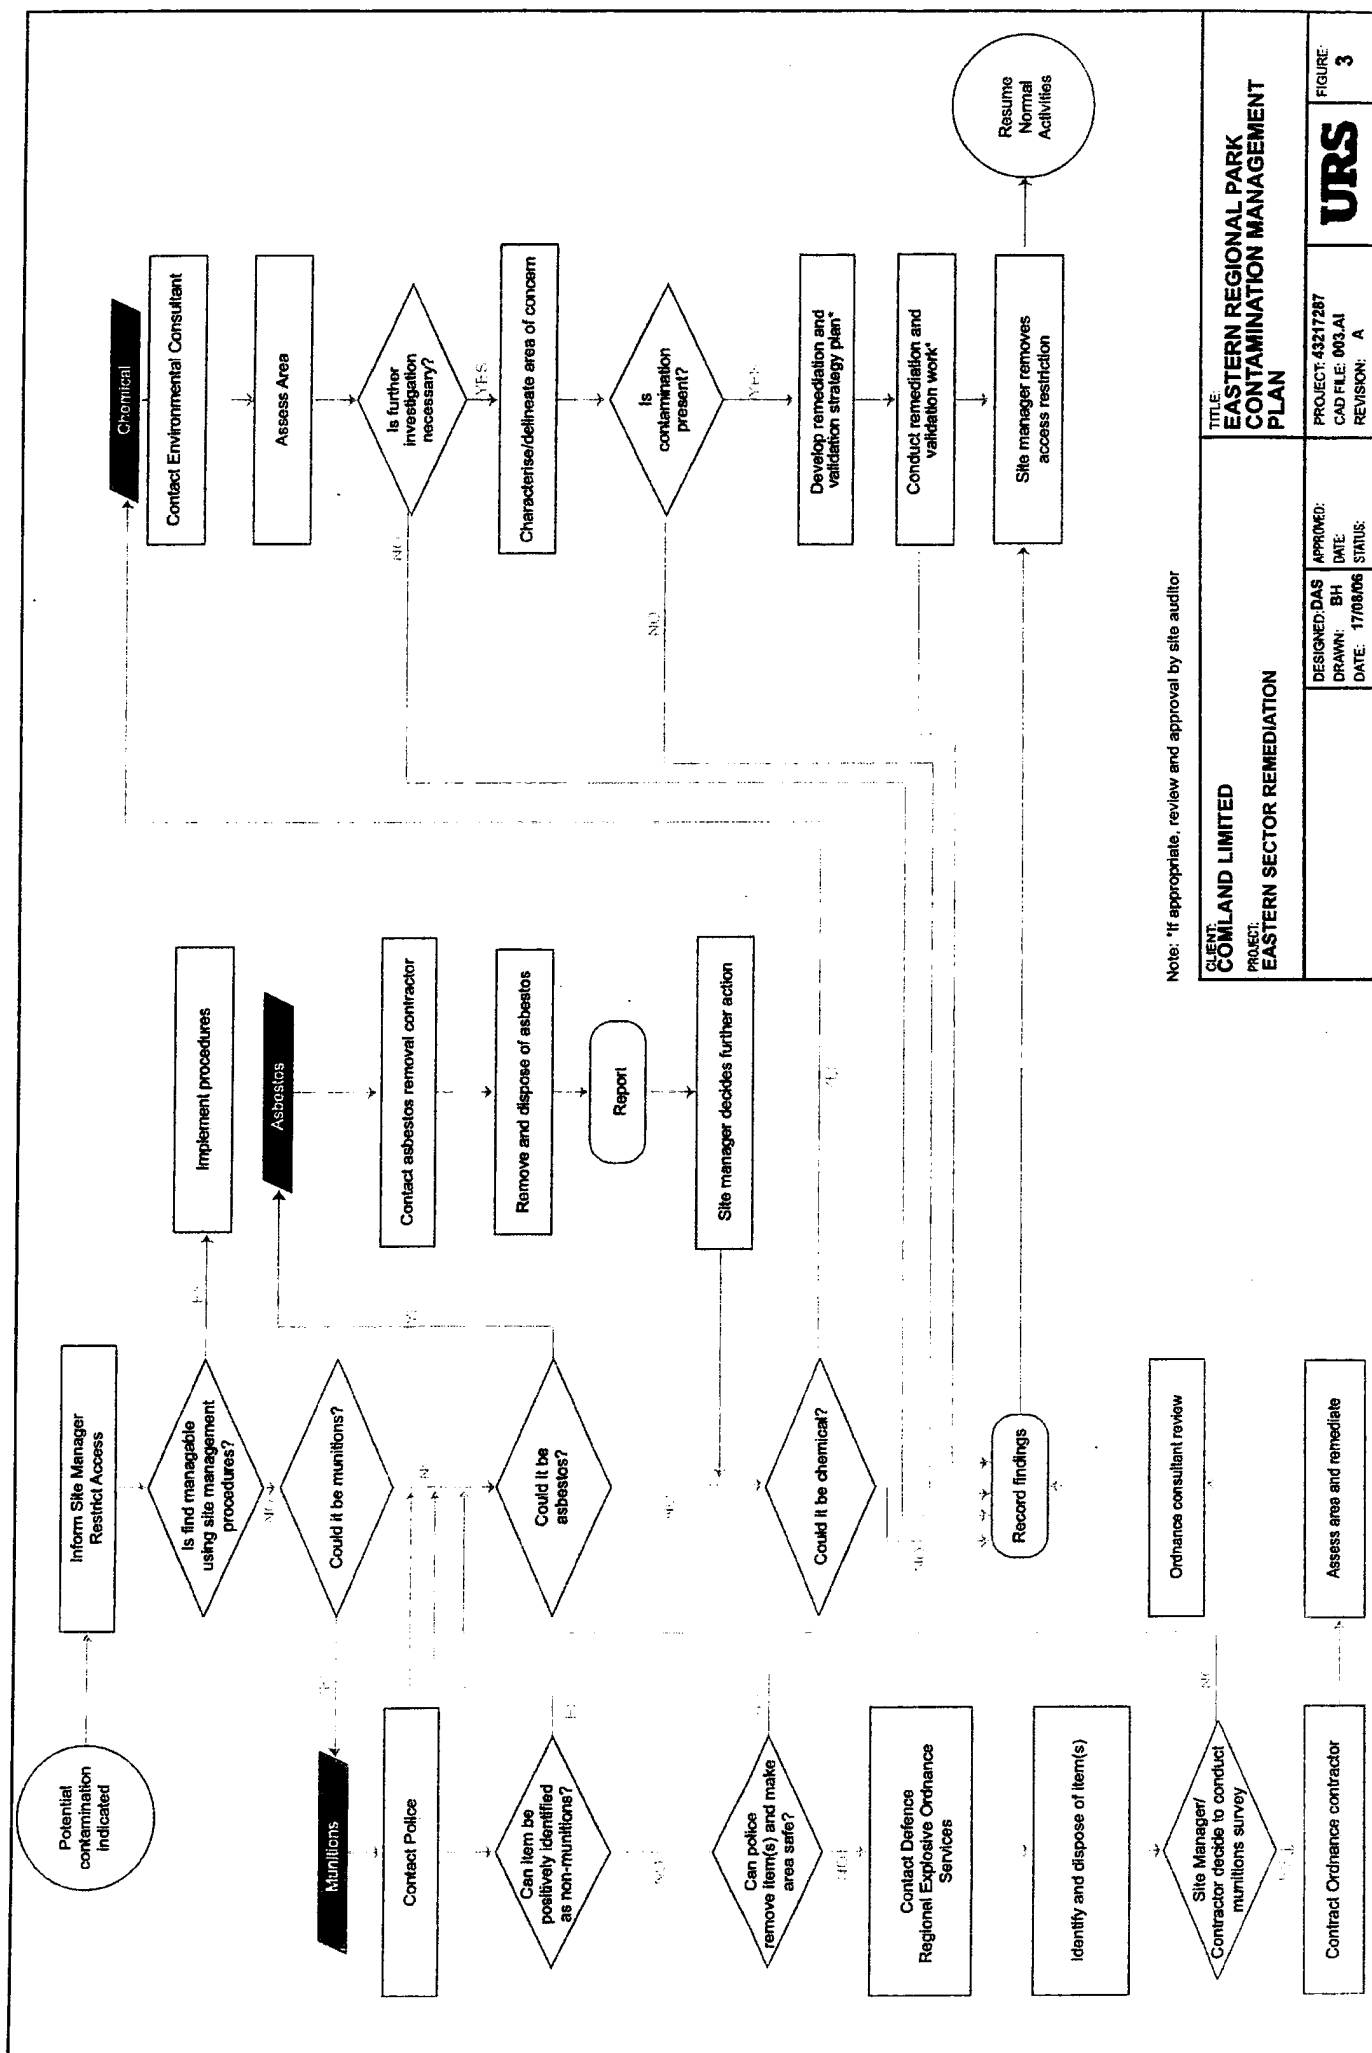 Potential
contamination
indicated
Inform Site Manager
Restrict Access
Is find managable
using site management
procedures?
NO
Implement procedures
Could it be munitions?
Munitions
Contact Police
Can item be
positively identified
as non-munitions?
Can police
remove item(s) and make
area safe?
Contact Defence
Regional Explosive Ordnance
Services
Identify and dispose of item(s)
Site Manager/
Contractor decide to conduct
munitions survey
Contract Ordnance contractor
Assess area and remediate
Ordnance consultant review
Could it be
asbestos?
NO
Asbestos
Contact asbestos removal contractor
Remove and dispose of asbestos
Report
Site manager decides further action
Could it be chemical?
NO
YES
Record findings
Chemical
Contact Environmental Consultant
Assess Area
Is further
investigation
necessary?
NO
YES
Characterise/delineate area of concern
Is
contamination
present?
NO
YES
Develop remediation and
validation strategy plan*
Conduct remediation and
validation work*
Site manager removes
access restriction
Resume
Normal
Activities
Note: *If appropriate, review and approval by site auditor
CLIENT:
COMLAND LIMITED
PROJECT:
EASTERN SECTOR REMEDIATION
TITLE:
EASTERN REGIONAL PARK
CONTAMINATION MANAGEMENT
PLAN
DESIGNED: DAS
DRAWN: BH
DATE: 17/08/06
APPROVED:
DATE:
STATUS:
PROJECT: 43217287
CAD FILE: 003.AI
REVISION: A
URS
FIGURE:
3